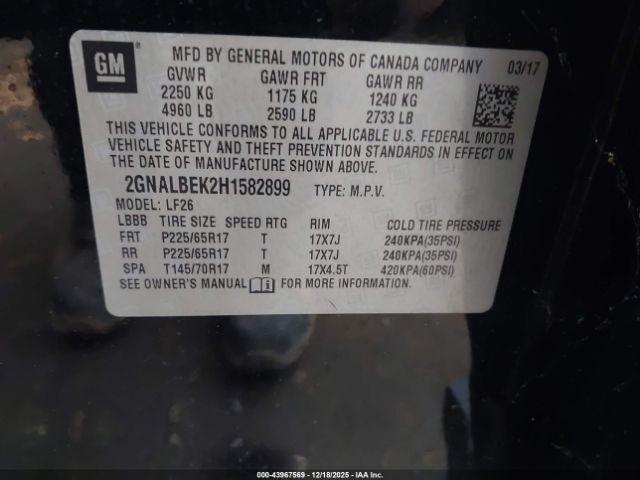 GM
MFD BY GENERAL MOTORS OF CANADA COMPANY 03/17
GVWR GAWR FRT GAWR RR
2250 KG 1175 KG 1240 KG
4960 LB 2590 LB 2733 LB
THIS VEHICLE CONFORMS TO ALL APPLICABLE U.S. FEDERAL MOTOR
VEHICLE SAFETY AND THEFT PREVENTION STANDARDS IN EFFECT ON
THE DATE OF MANUFACTURE SHOWN ABOVE.
2GNALBEK2H1582899 TYPE: M.P.V.
MODEL: LF26
LBBB TIRE SIZE SPEED RTG RIM COLD TIRE PRESSURE
FRT P225/65R17 T 17X7J 240KPA(35PSI)
RR P225/65R17 T 17X7J 240KPA(35PSI)
SPA T145/70R17 M 17X4.5T 420KPA(60PSI)
SEE OWNER'S MANUAL i FOR MORE INFORMATION.
000-43967569 - 12/18/2025 - IAA Holdings, LLC.